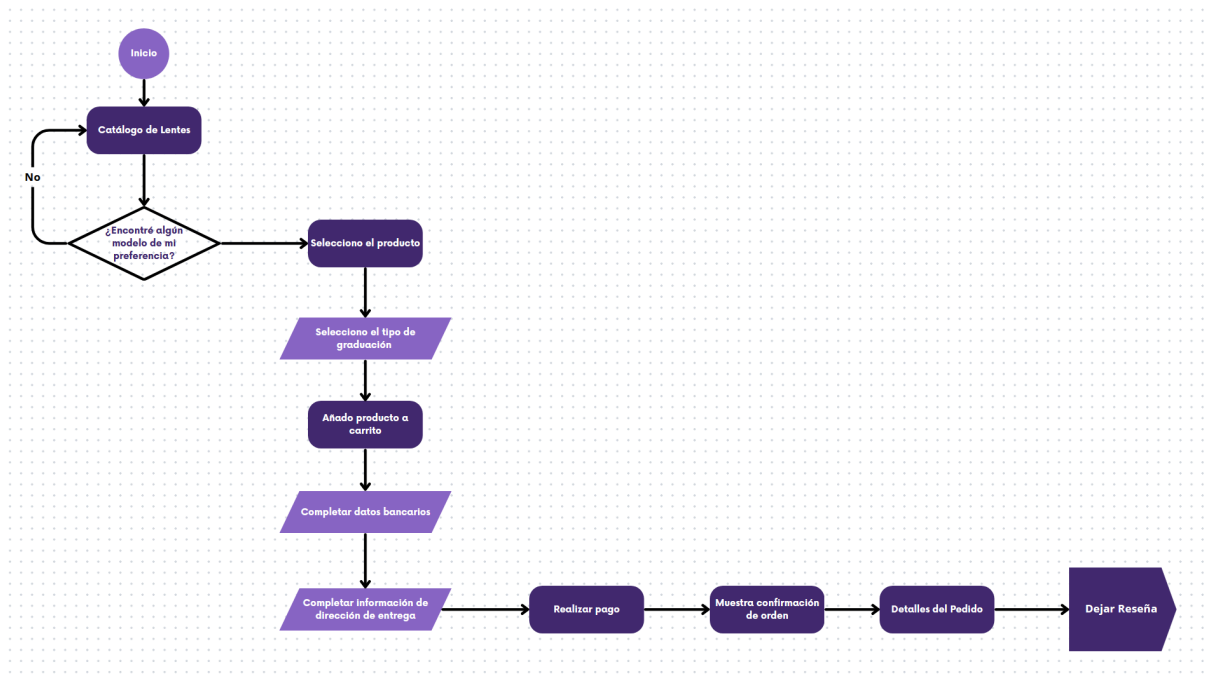 Inicio
Catálogo de Lentes
No
¿Encontré algún
modelo de mi
preferencia?
Selecciono el producto
Selecciono el tipo de
graduación
Añado producto a
carrito
Completar datos bancarios
Completar información de
dirección de entrega
Realizar pago
Muestra confirmación
de orden
Detalles del Pedido
Dejar Reseña